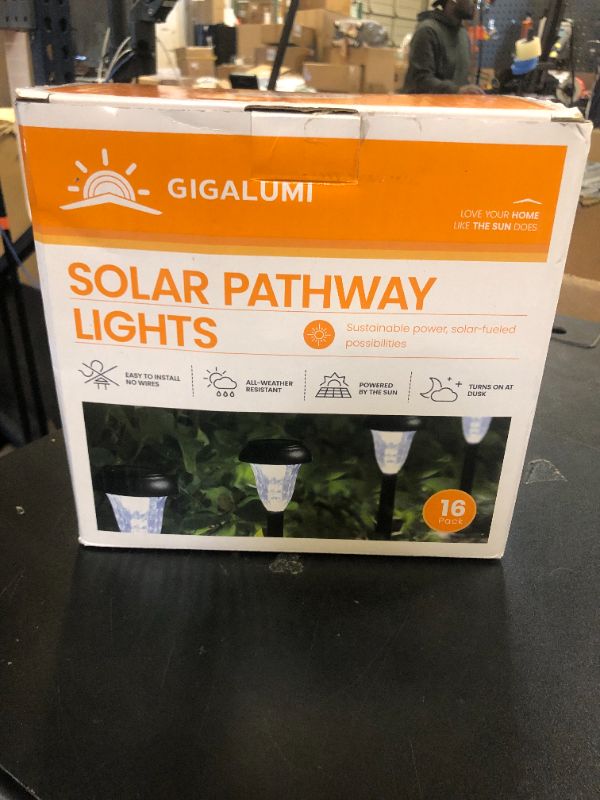 GIGALUMI
LOVE YOUR HOME
LIKE THE SUN DOES.
SOLAR PATHWAY
LIGHTS
Sustainable power, solar-fueled
possibilities
EASY TO INSTALL
NO WIRES
ALL-WEATHER
RESISTANT
POWERED
BY THE SUN
TURNS ON AT
DUSK
16
Pack